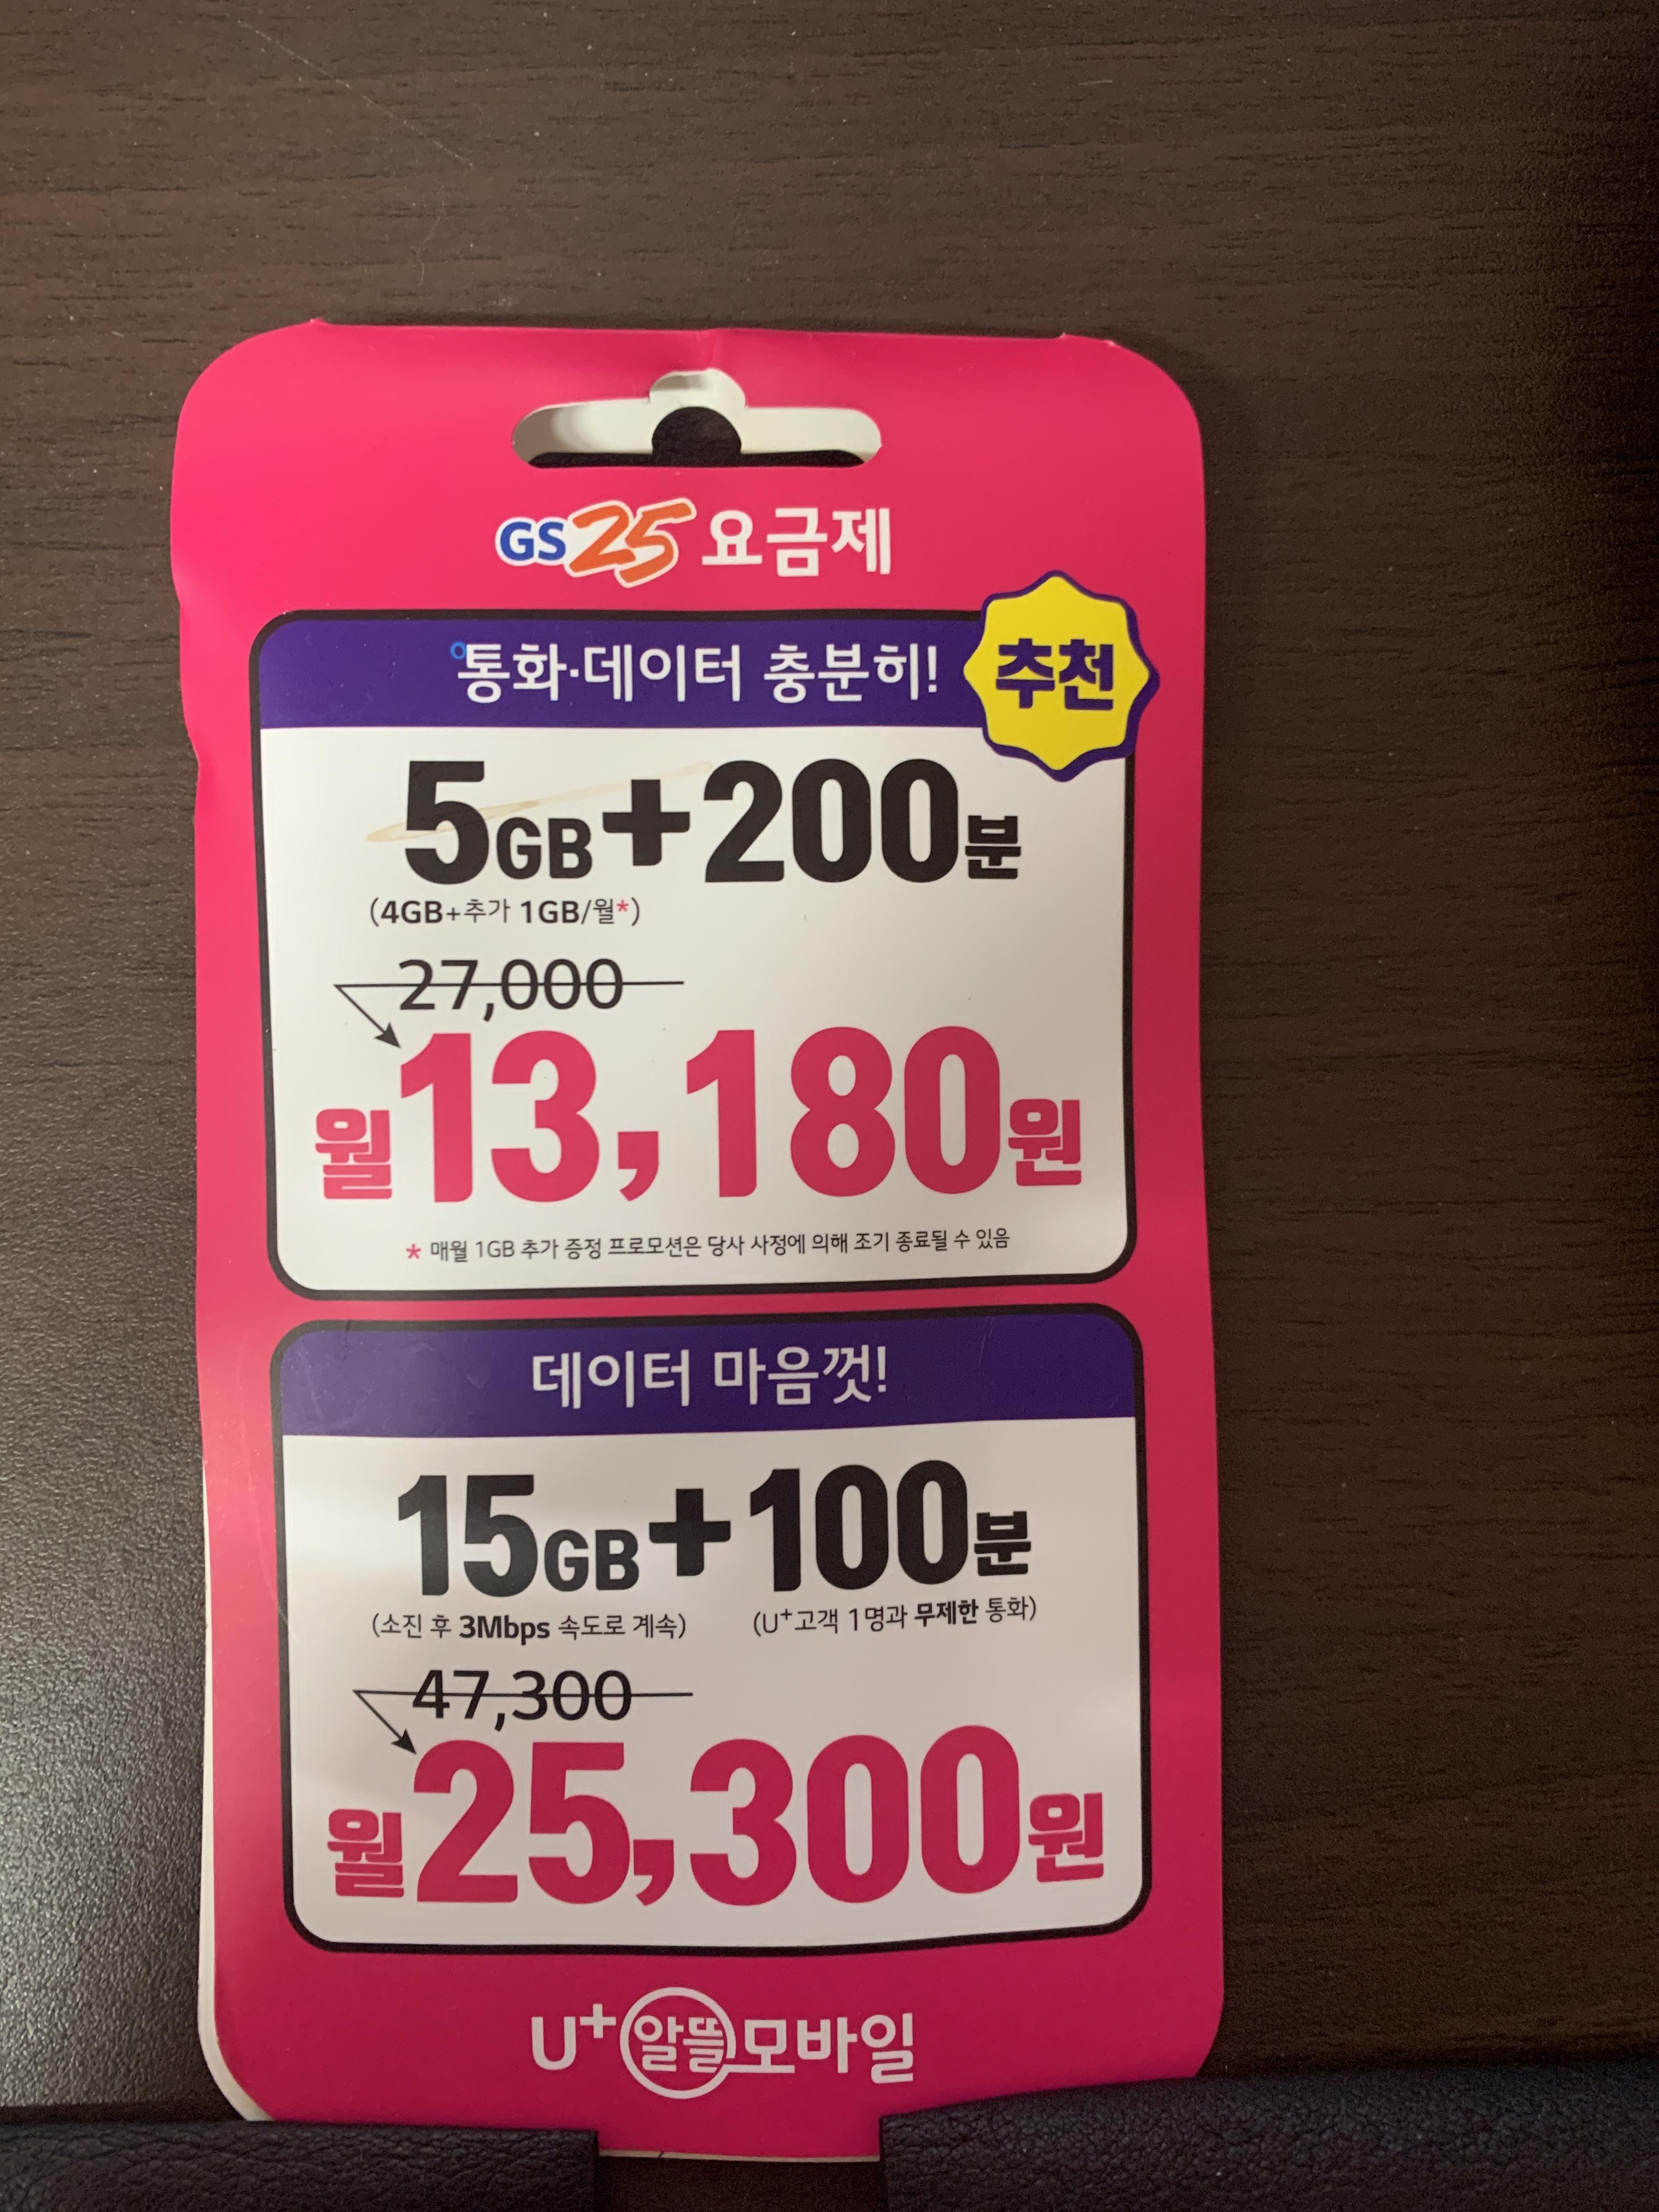 GS25 요금제
통화·데이터 충분히!
추천
5GB+200분
(4GB+추가 1GB/월*)
27,000
월 13,180원
* 매월 1GB 추가 증정 프로모션은 당사 사정에 의해 조기 종료될 수 있음
데이터 마음껏!
15GB+100분
(소진 후 3Mbps 속도로 계속) (U⁺고객 1명과 무제한 통화)
47,300
월 25,300원
U⁺알뜰모바일